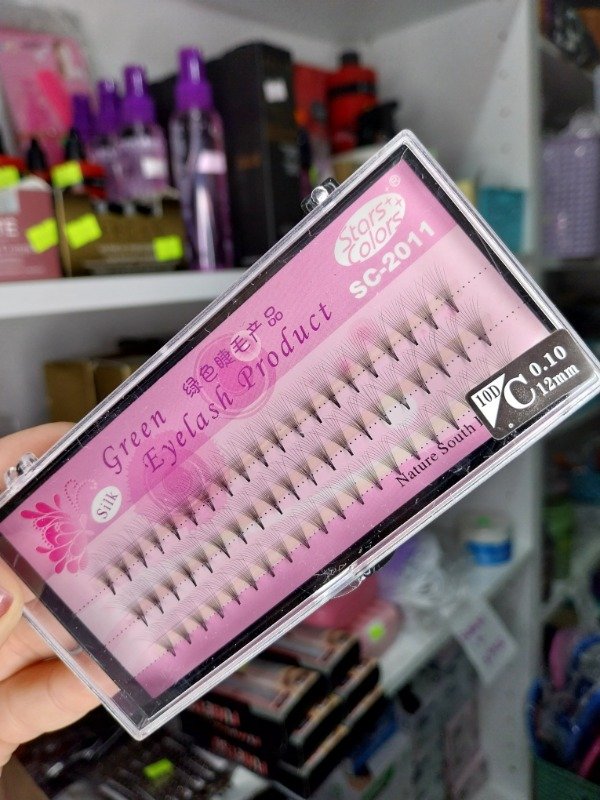 Stars
Colors
®
SC-2011
绿色睫毛产品
Green
Eyelash Product
Silk
10D
C
0.10
12mm
Nature South